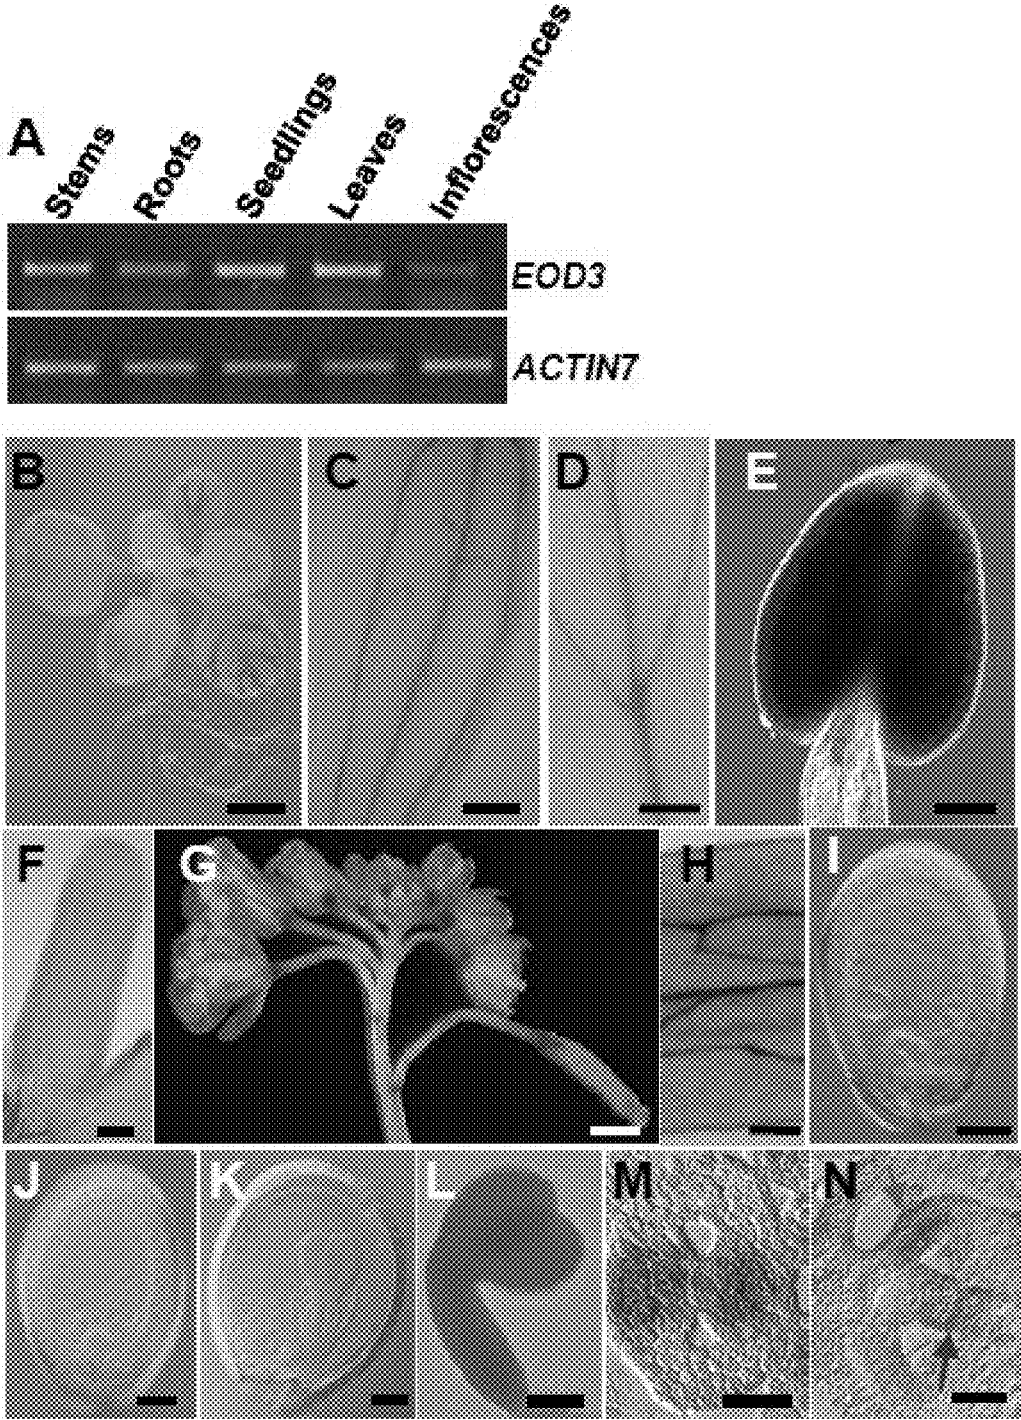 A
Stems Roots Seedlings Leaves Inflorescences
EOD3
ACTIN7
B C D E
F G H I
J K L M N